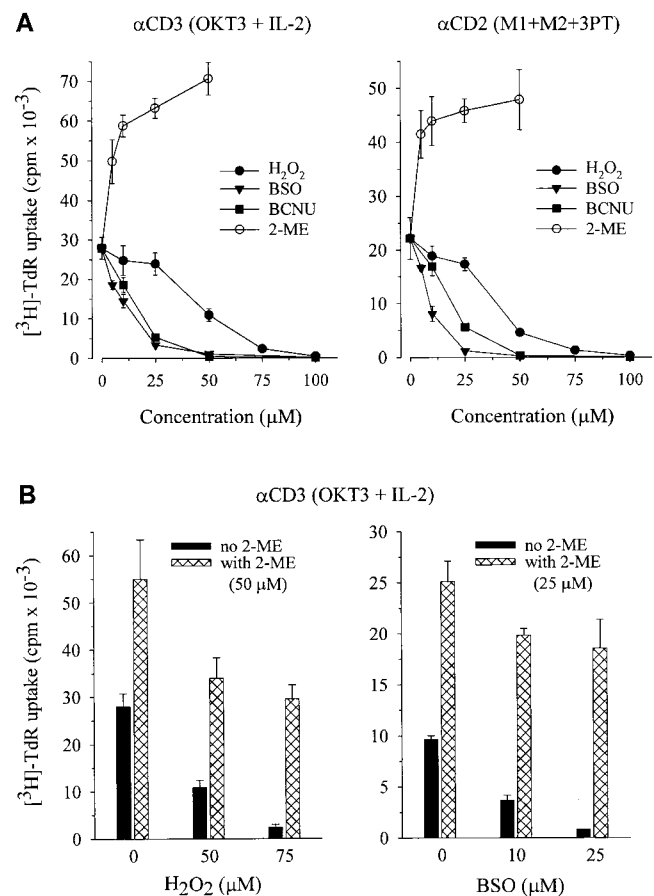 A
αCD3 (OKT3 + IL-2)
αCD2 (M1+M2+3PT)
[³H]-TdR uptake (cpm x 10⁻³)
70
60
50
40
30
20
10
0
H₂O₂
BSO
BCNU
2-ME
0 25 50 75 100
Concentration (μM)
50
40
30
20
10
0
H₂O₂
BSO
BCNU
2-ME
0 25 50 75 100
Concentration (μM)
B
αCD3 (OKT3 + IL-2)
[³H]-TdR uptake (cpm x 10⁻³)
60
50
40
30
20
10
0
no 2-ME
with 2-ME
(50 μM)
0 50 75
H₂O₂ (μM)
30
25
20
15
10
5
0
no 2-ME
with 2-ME
(25 μM)
0 10 25
BSO (μM)